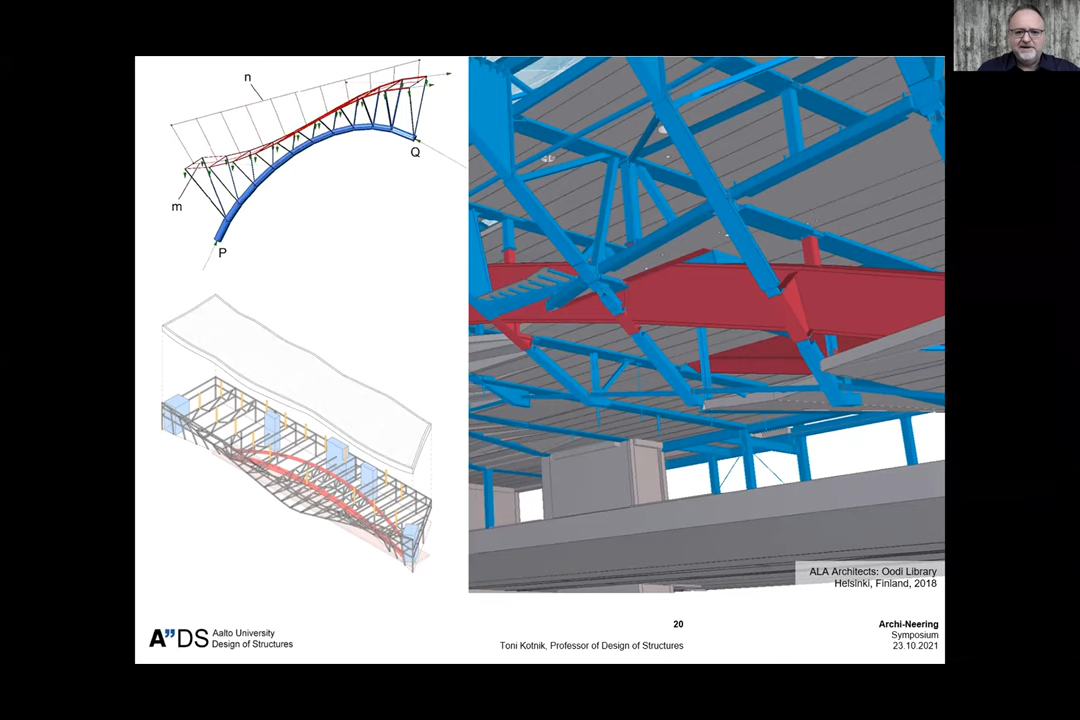 n
m
Q
P
ALA Architects: Oodi Library
Helsinki, Finland, 2018
A"DS Aalto University
Design of Structures
20
Toni Kotnik, Professor of Design of Structures
Archi-Neering
Symposium
23.10.2021